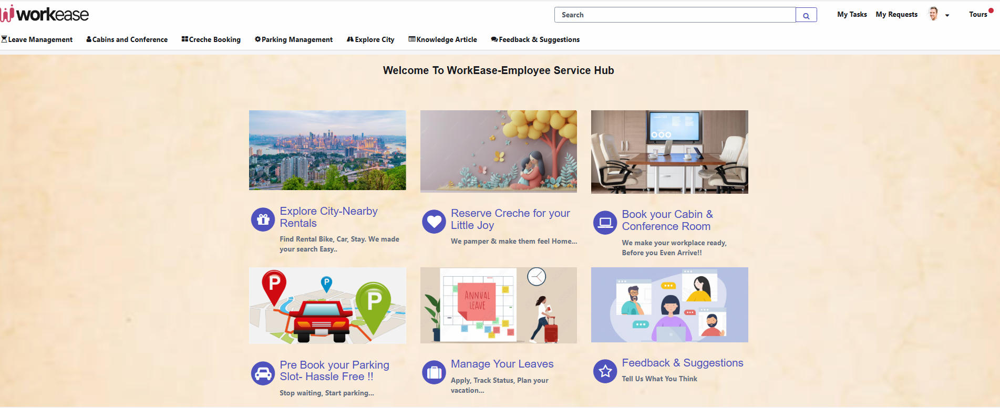 workease
Search
My Tasks
My Requests
Tours
Leave Management
Cabins and Conference
Creche Booking
Parking Management
Explore City
Knowledge Article
Feedback & Suggestions
Welcome To WorkEase-Employee Service Hub
Explore City-Nearby
Rentals
Find Rental Bike, Car, Stay. We made
your search Easy..
Reserve Creche for your
Little Joy
We pamper & make them feel Home...
Book your Cabin &
Conference Room
We make your workplace ready,
Before you Even Arrive!!
P
P
P
Pre Book your Parking
Slot- Hassle Free !!
Stop waiting, Start parking...
ANNUAL
LEAVE
Manage Your Leaves
Apply, Track Status, Plan your
vacation...
Feedback & Suggestions
Tell Us What You Think